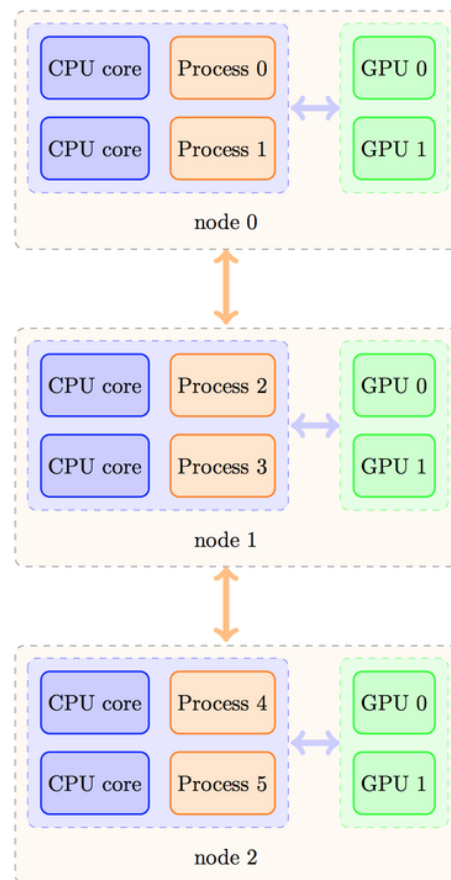 CPU core Process 0 GPU 0
CPU core Process 1 GPU 1
node 0
CPU core Process 2 GPU 0
CPU core Process 3 GPU 1
node 1
CPU core Process 4 GPU 0
CPU core Process 5 GPU 1
node 2